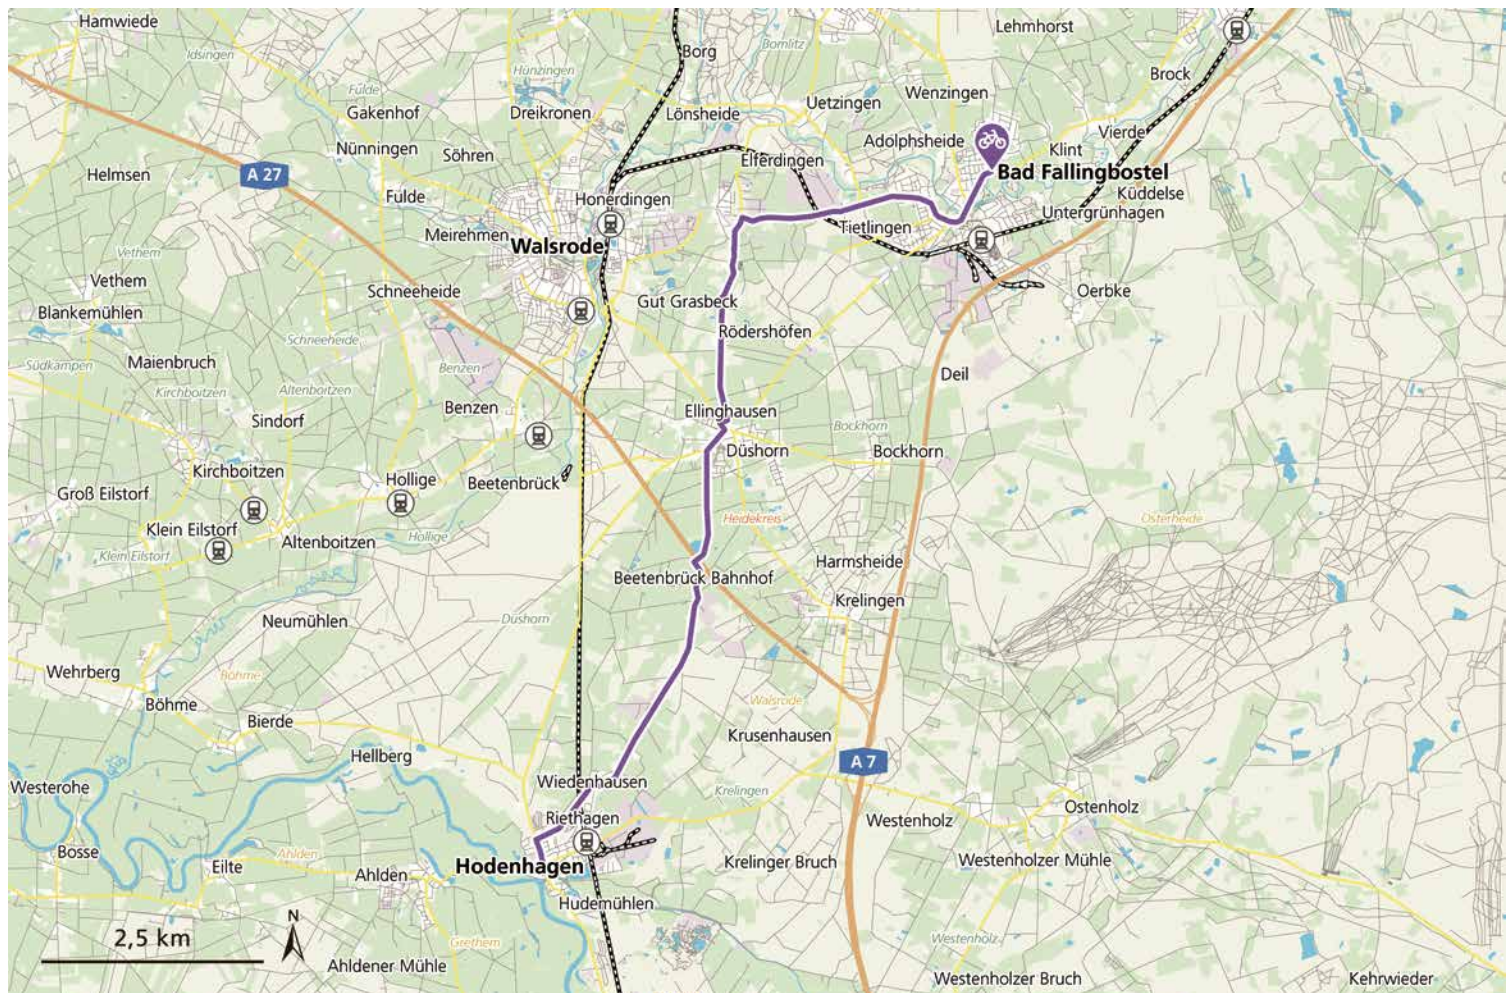 Hamwiede
Lehmhorst
Idsingen
Borg
Bomlitz
Hünzingen
Brock
Fulde
Wenzingen
Gakenhof
Dreikronen
Lönsheide
Uetzingen
Vierde
Nünningen
Adolphsheide
Klint
Söhren
Elferdingen
Helmsen
A 27
Bad Fallingbostel
Fulde
Honerdingen
Küddelse
Untergrünhagen
Meirehmen
Tietlingen
Walsrode
Vethem
Vethem
Schneeheide
Oerbke
Gut Grasbeck
Blankemühlen
Rödershöfen
Schneeheide
Südkampen
Maienbruch
Benzen
Deil
Kirchboitzen
Altenboitzen
Benzen
Ellinghausen
Sindorf
Bockhorn
Düshorn
Bockhorn
Kirchboitzen
Hollige
Beetenbrück
Groß Eilstorf
Heidekreis
Osterheide
Klein Eilstorf
Hollige
Altenboitzen
Klein Eilstorf
Harmsheide
Beetenbrück Bahnhof
Krelingen
Neumühlen
Düshorn
Wehrberg
Böhme
Walsrode
Böhme
Bierde
Krusenhausen
Hellberg
A 7
Wiedenhausen
Westerohe
Krelingen
Ostenholz
Riethagen
Westenholz
Bosse
Ahlden
Eilte
Hodenhagen
Krelinger Bruch
Westenholzer Mühle
Ahlden
Hudemühlen
N
2,5 km
Grethem
Westenholz
Ahldener Mühle
Westenholzer Bruch
Kehrwieder